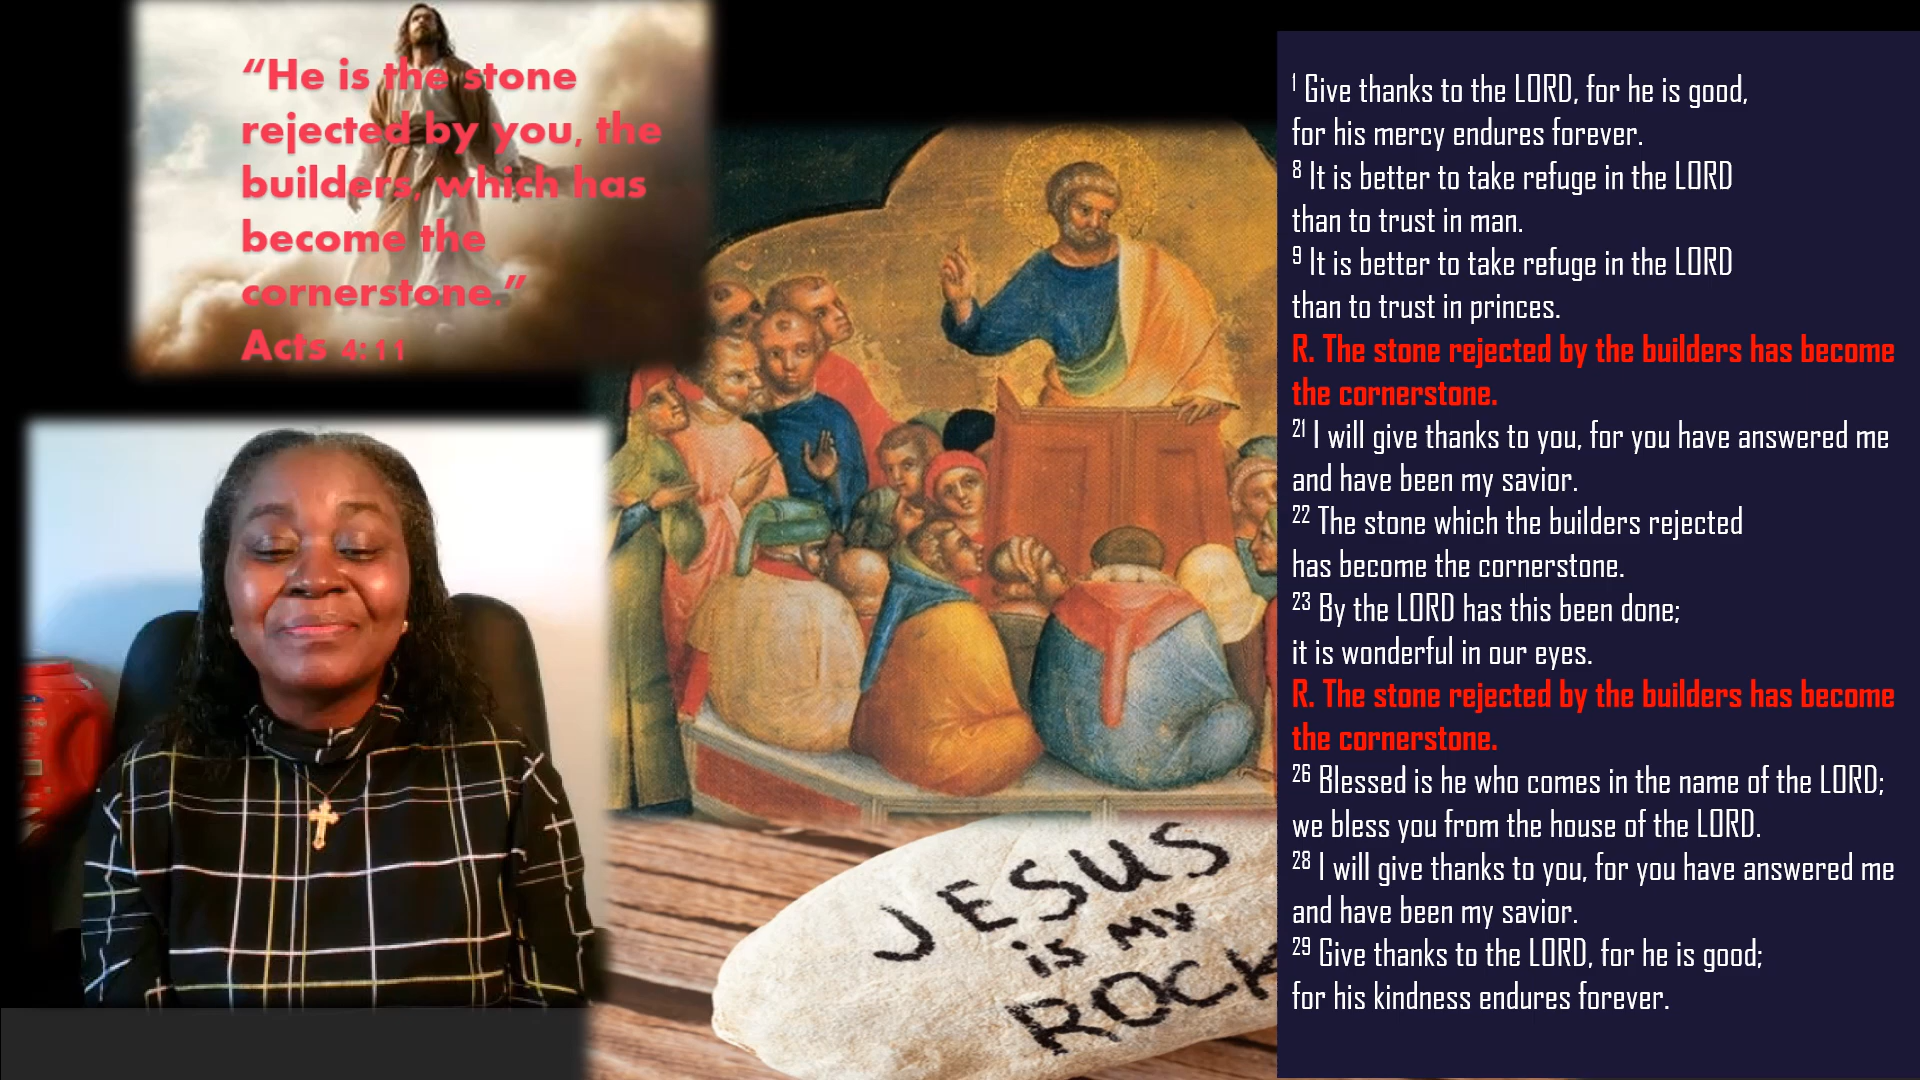 “He is the stone
rejected by you, the
builders, which has
become the
cornerstone.”
Acts 4:11
JESUS
is my
ROCK
1 Give thanks to the LORD, for he is good,
for his mercy endures forever.
8 It is better to take refuge in the LORD
than to trust in man.
9 It is better to take refuge in the LORD
than to trust in princes.
R. The stone rejected by the builders has become
the cornerstone.
21 I will give thanks to you, for you have answered me
and have been my savior.
22 The stone which the builders rejected
has become the cornerstone.
23 By the LORD has this been done;
it is wonderful in our eyes.
R. The stone rejected by the builders has become
the cornerstone.
26 Blessed is he who comes in the name of the LORD;
we bless you from the house of the LORD.
28 I will give thanks to you, for you have answered me
and have been my savior.
29 Give thanks to the LORD, for he is good;
for his kindness endures forever.